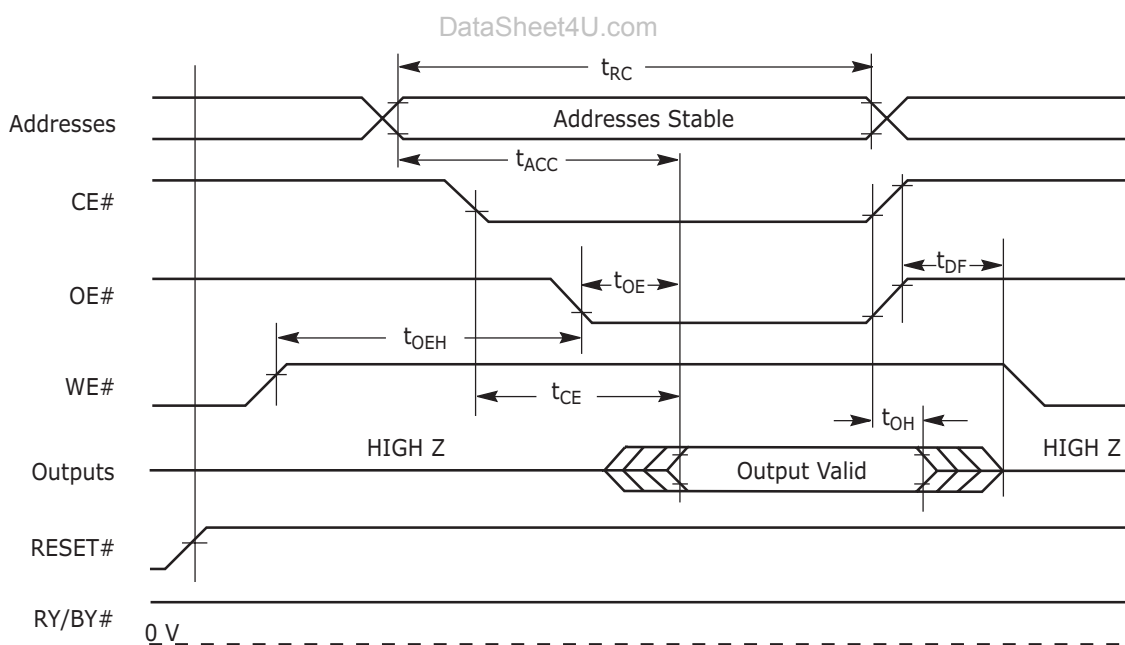 DataSheet4U.com
tRC
Addresses
Addresses Stable
tACC
CE#
tDF
OE#
tOE
tOEH
WE#
tCE
tOH
HIGH Z
HIGH Z
Outputs
Output Valid
RESET#
RY/BY#
0 V